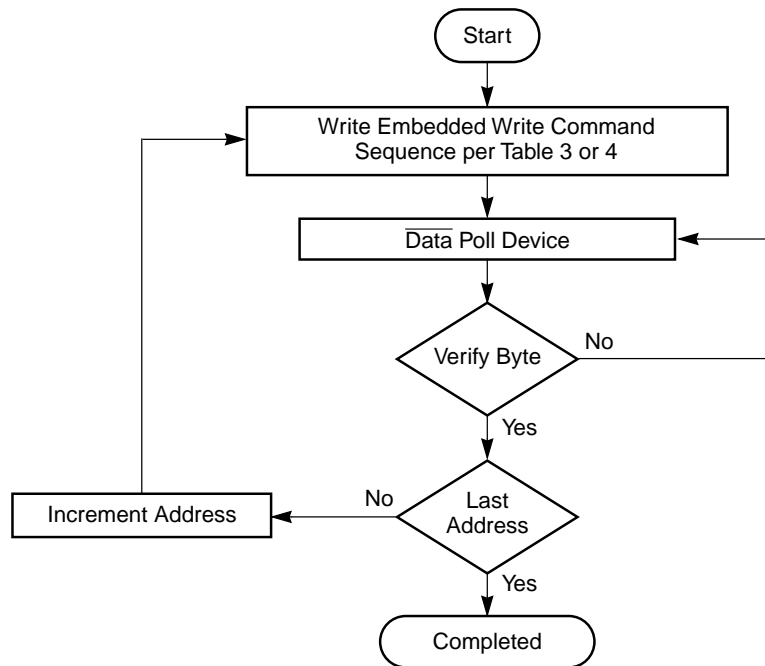 Start
Write Embedded Write Command
Sequence per Table 3 or 4
Data Poll Device
Verify Byte
No
Yes
Increment Address
No
Last
Address
Yes
Completed